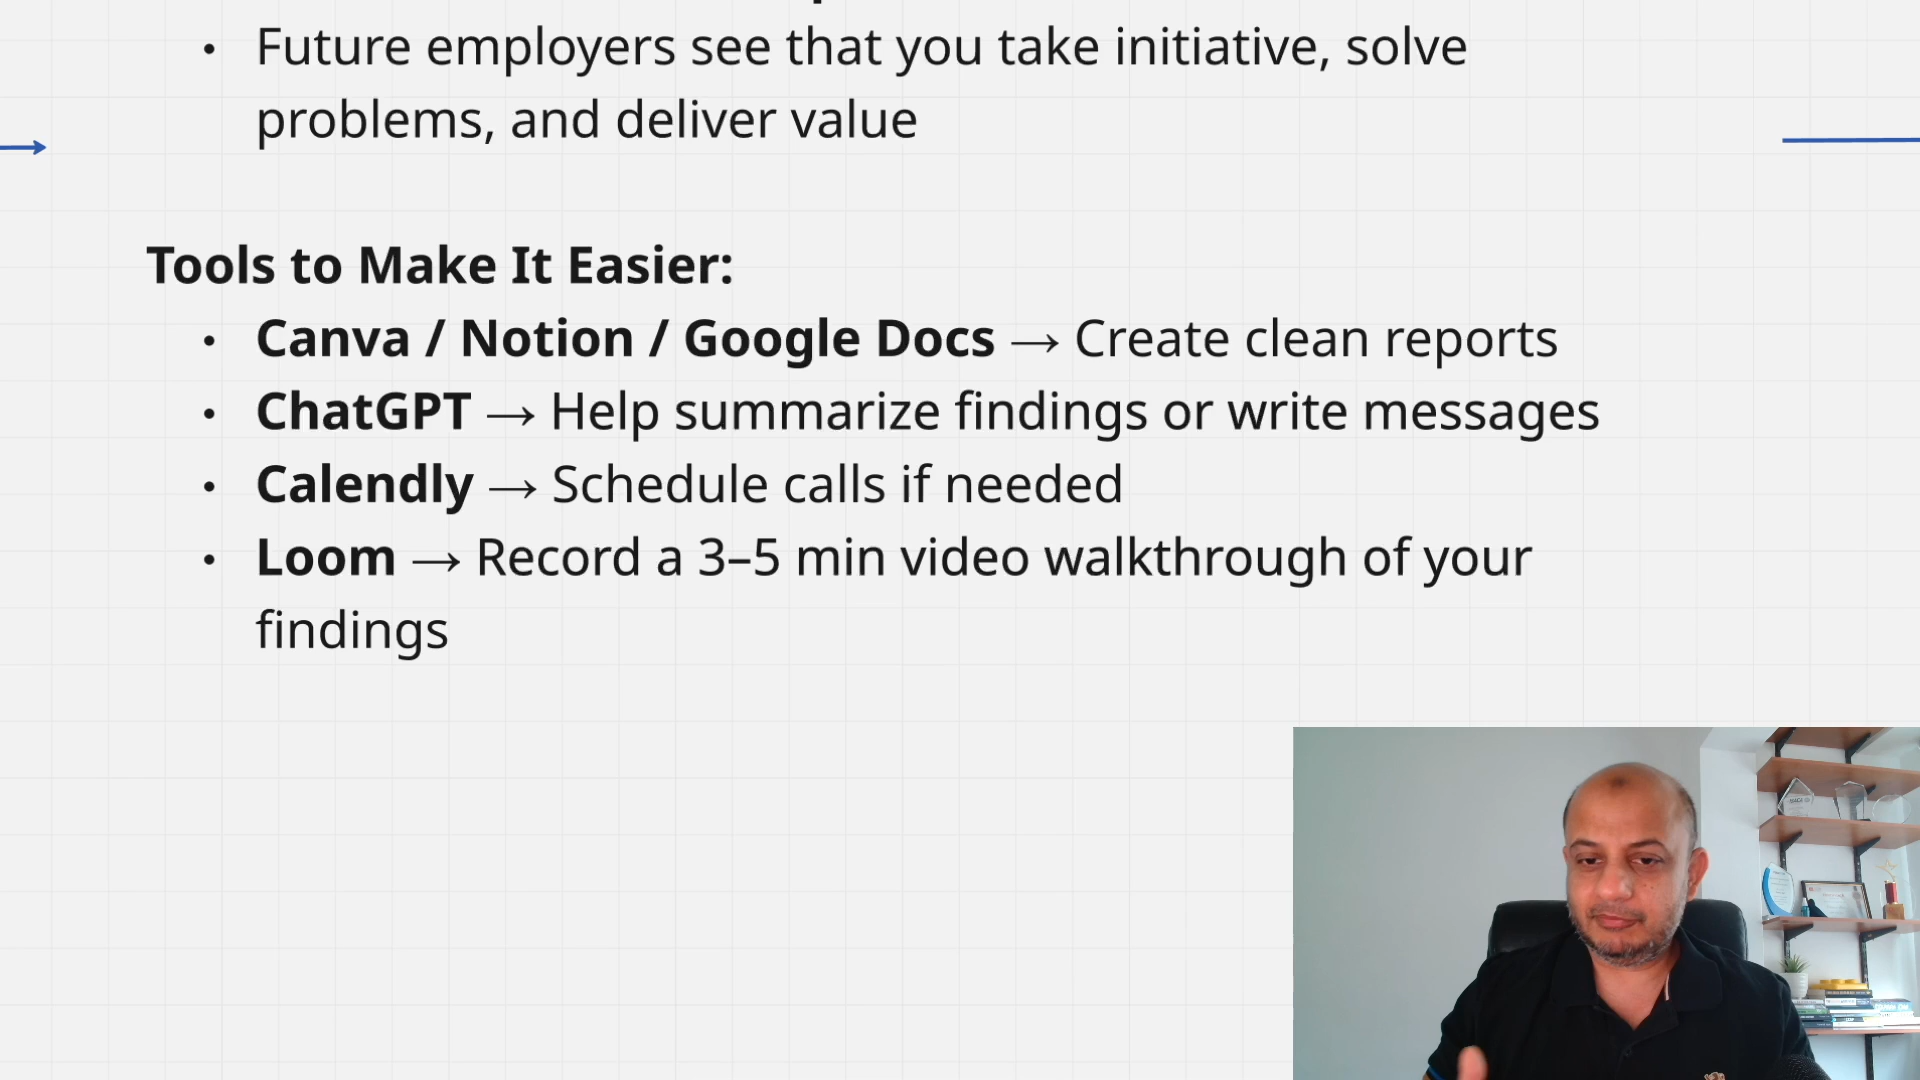 • Future employers see that you take initiative, solve
problems, and deliver value
Tools to Make It Easier:
• Canva / Notion / Google Docs → Create clean reports
• ChatGPT → Help summarize findings or write messages
• Calendly → Schedule calls if needed
• Loom → Record a 3–5 min video walkthrough of your
findings